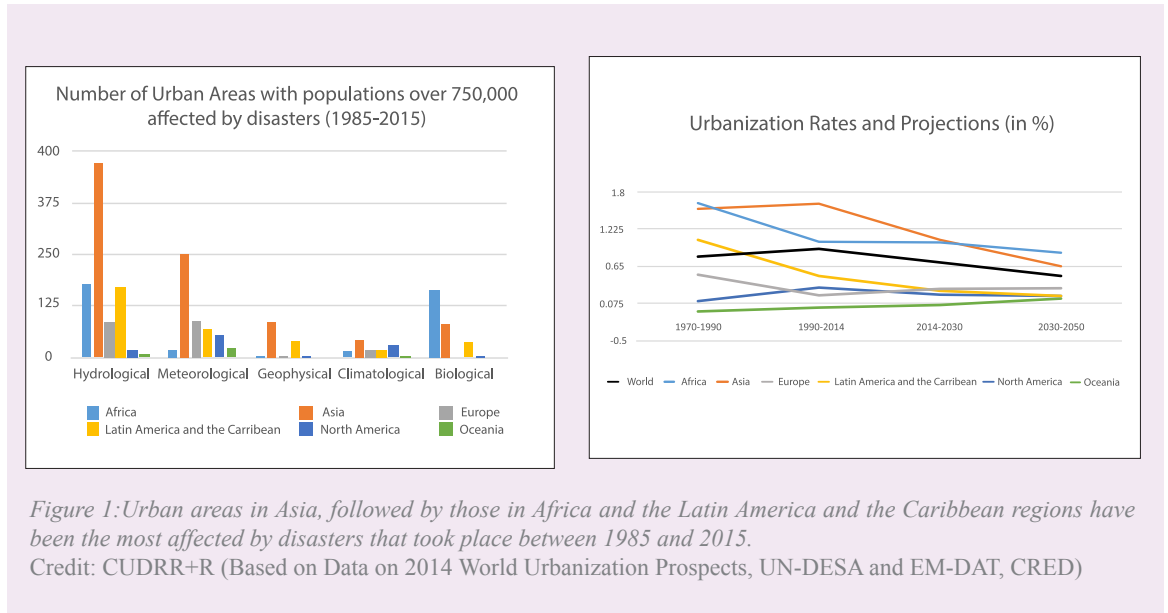 Number of Urban Areas with populations over 750,000
affected by disasters (1985-2015)
400
375
250
125
0
Hydrological Meteorological Geophysical Climatological Biological
Africa Asia Europe
Latin America and the Carribean North America Oceania
Urbanization Rates and Projections (in %)
1.8
1.225
0.65
0.075
-0.5
1970-1990 1990-2014 2014-2030 2030-2050
World Africa Asia Europe Latin America and the Carribean North America Oceania
Figure 1:Urban areas in Asia, followed by those in Africa and the Latin America and the Caribbean regions have
been the most affected by disasters that took place between 1985 and 2015.
Credit: CUDRR+R (Based on Data on 2014 World Urbanization Prospects, UN-DESA and EM-DAT, CRED)